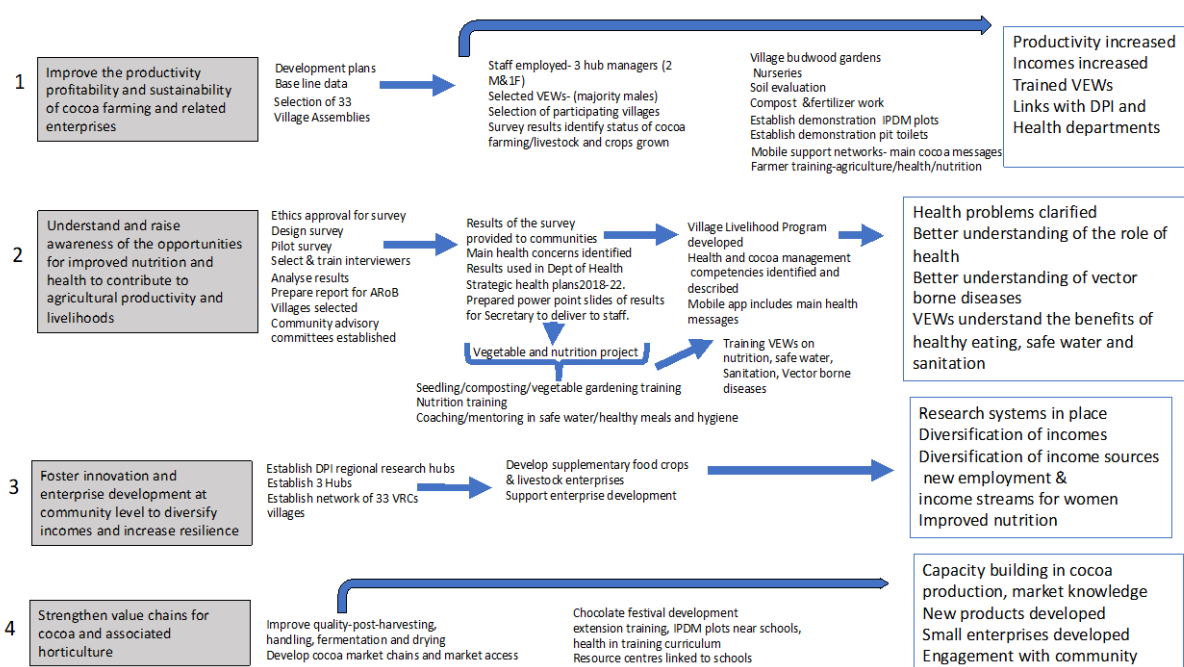 1
Improve the productivity
profitability and sustainability
of cocoa farming and related
enterprises
Development plans
Base line data
Selection of 33
Village Assemblies
Staff employed- 3 hub managers (2
M&1F)
Selected VEWs- (majority males)
Selection of participating villages
Survey results identify status of cocoa
farming/livestock and crops grown
Village budwood gardens
Nurseries
Soil evaluation
Compost &fertilizer work
Establish demonstration IPDM plots
Establish demonstration pit toilets
Mobile support networks- main cocoa messages
Farmer training-agriculture/health/nutrition
Productivity increased
Incomes increased
Trained VEWs
Links with DPI and
Health departments
2
Understand and raise
awareness of the opportunities
for improved nutrition and
health to contribute to
agricultural productivity and
livelihoods
Ethics approval for survey
Design survey
Pilot survey
Select & train interviewers
Analyse results
Prepare report for ARoB
Villages selected
Community advisory
committees established
Results of the survey
provided to communities
Main health concerns identified
Results used in Dept of Health
Strategic health plans2018-22.
Prepared power point slides of results
for Secretary to deliver to staff.
Vegetable and nutrition project
Seedling/composting/vegetable gardening training
Nutrition training
Coaching/mentoring in safe water/healthy meals and hygiene
Village Livelihood Program
developed
Health and cocoa management
competencies identified and
described
Mobile app includes main health
messages
Training VEWs on
nutrition, safe water,
Sanitation, Vector borne
diseases
Health problems clarified
Better understanding of the role of
health
Better understanding of vector
borne diseases
VEWs understand the benefits of
healthy eating, safe water and
sanitation
3
Foster innovation and
enterprise development at
community level to diversify
incomes and increase resilience
Establish DPI regional research hubs
Establish 3 Hubs
Establish network of 33 VRCs
villages
Develop supplementary food crops
& livestock enterprises
Support enterprise development
Research systems in place
Diversification of incomes
Diversification of income sources
new employment &
income streams for women
Improved nutrition
4
Strengthen value chains for
cocoa and associated
horticulture
Improve quality-post-harvesting,
handling, fermentation and drying
Develop cocoa market chains and market access
Chocolate festival development
extension training, IPDM plots near schools,
health in training curriculum
Resource centres linked to schools
Capacity building in cocoa
production, market knowledge
New products developed
Small enterprises developed
Engagement with community